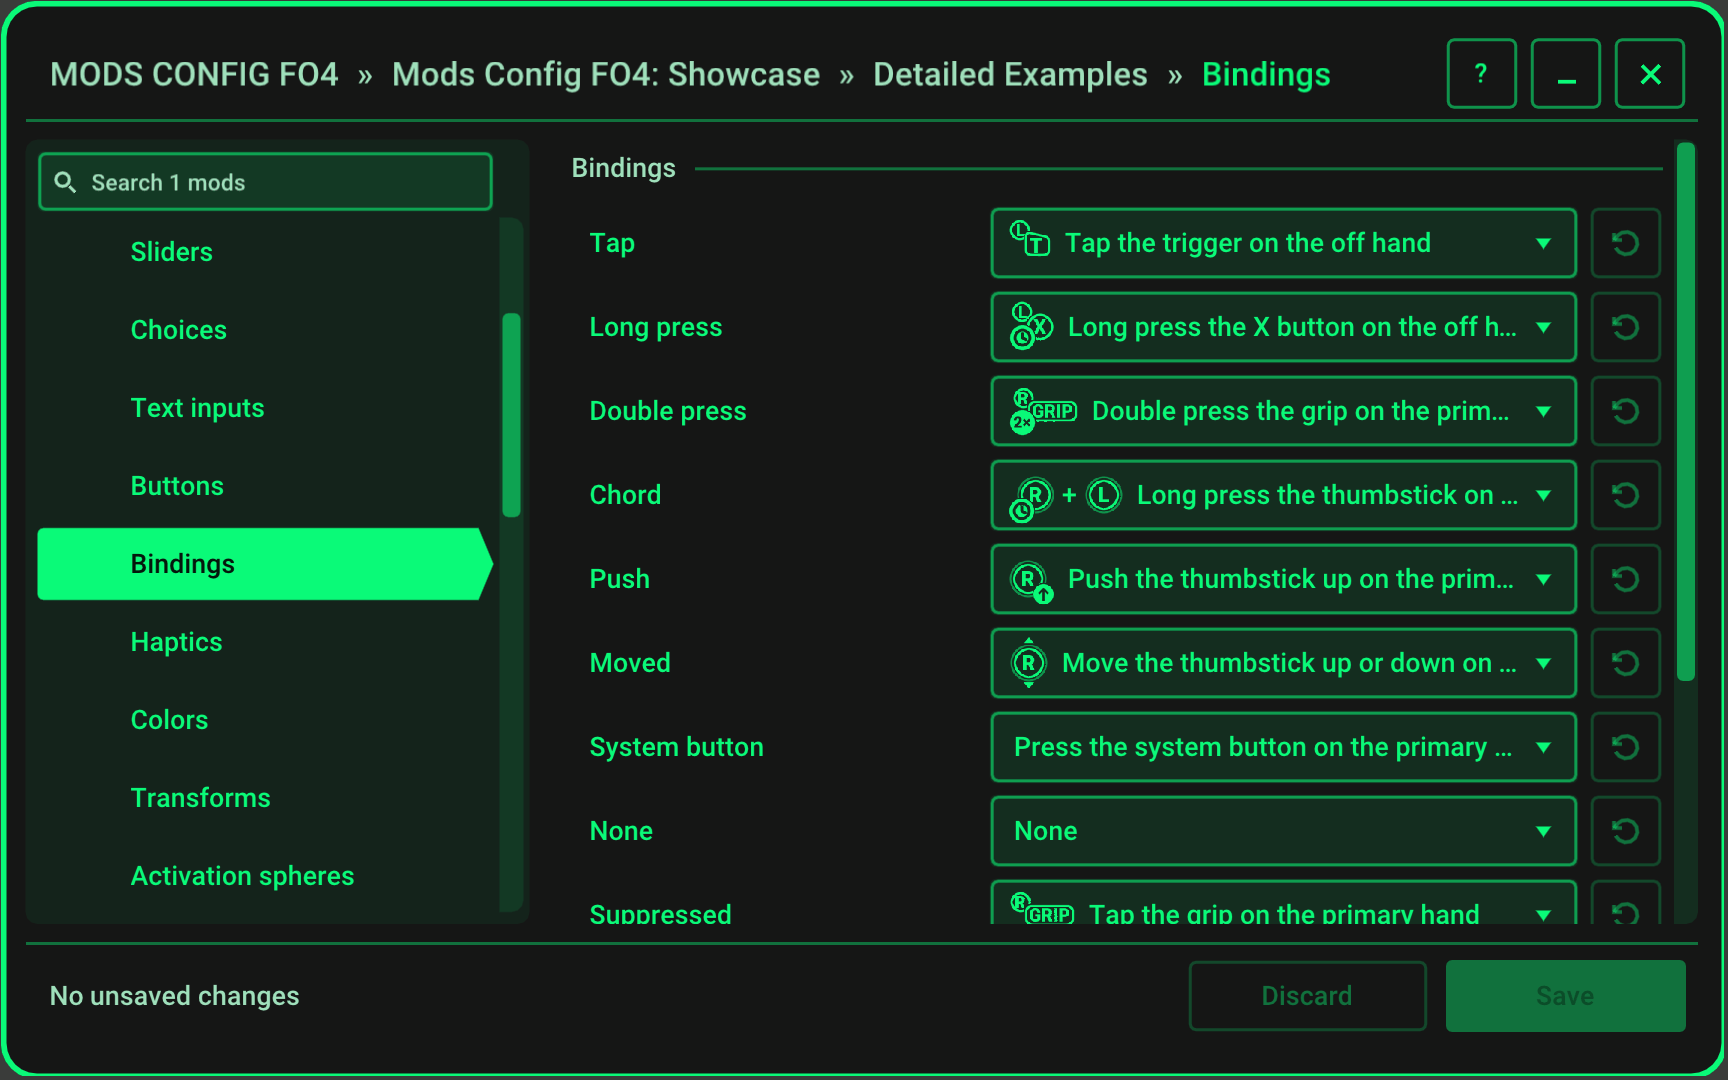 MODS CONFIG FO4 » Mods Config FO4: Showcase » Detailed Examples » Bindings ?
Search 1 mods
Sliders
Choices
Text inputs
Buttons
Bindings
Haptics
Colors
Transforms
Activation spheres
Bindings
Tap L T Tap the trigger on the off hand
Long press L X Long press the X button on the off h...
Double press R 2× GRIP Double press the grip on the prim...
Chord R + L Long press the thumbstick on ...
Push R Push the thumbstick up on the prim...
Moved R Move the thumbstick up or down on ...
System button Press the system button on the primary ...
None None
Suppressed R GRIP Tap the grip on the primary hand
No unsaved changes
Discard Save